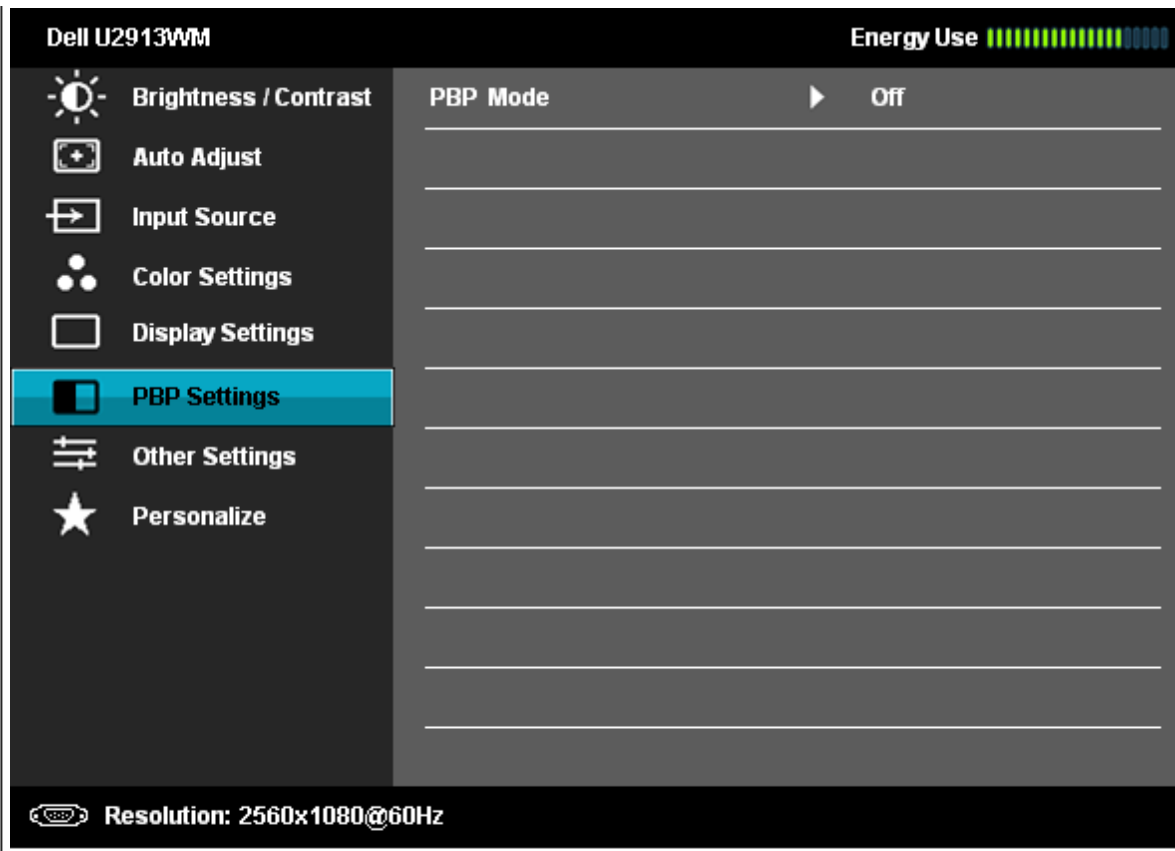 Dell U2913WM Energy Use
Brightness / Contrast PBP Mode Off
Auto Adjust
Input Source
Color Settings
Display Settings
PBP Settings
Other Settings
Personalize
Resolution: 2560x1080@60Hz